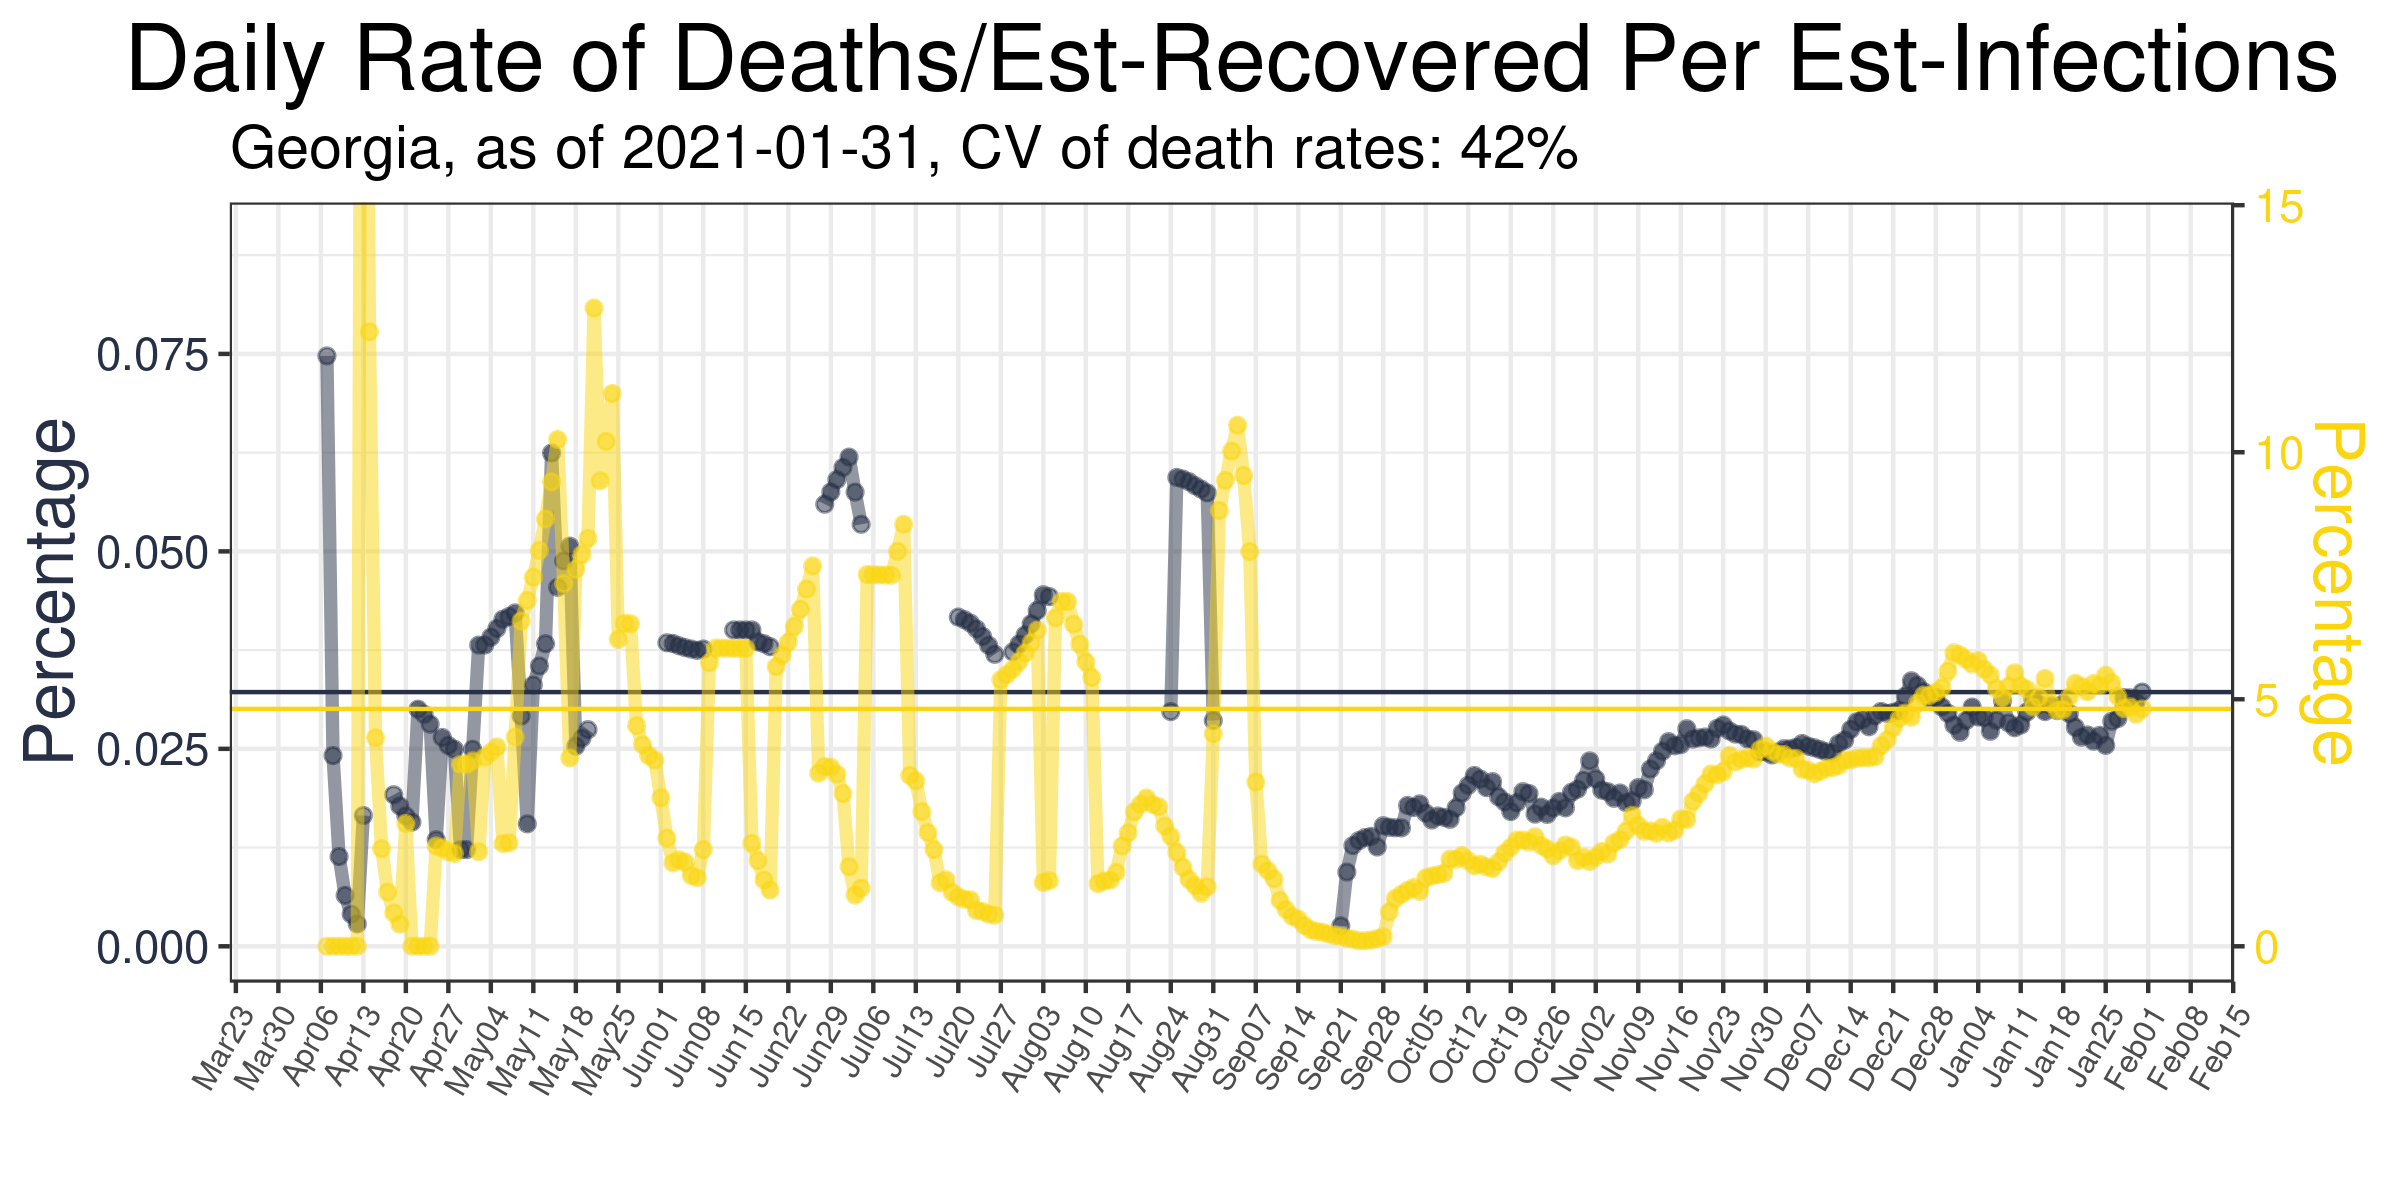 Daily Rate of Deaths/Est-Recovered Per Est-Infections
Georgia, as of 2021-01-31, CV of death rates: 42%
Percentage
0.075
0.050
0.025
0.000
15
10
5
0
Percentage
Mar23
Mar30
Apr06
Apr13
Apr20
Apr27
May04
May11
May18
May25
Jun01
Jun08
Jun15
Jun22
Jun29
Jul06
Jul13
Jul20
Jul27
Aug03
Aug10
Aug17
Aug24
Aug31
Sep07
Sep14
Sep21
Sep28
Oct05
Oct12
Oct19
Oct26
Nov02
Nov09
Nov16
Nov23
Nov30
Dec07
Dec14
Dec21
Dec28
Jan04
Jan11
Jan18
Jan25
Feb01
Feb08
Feb15